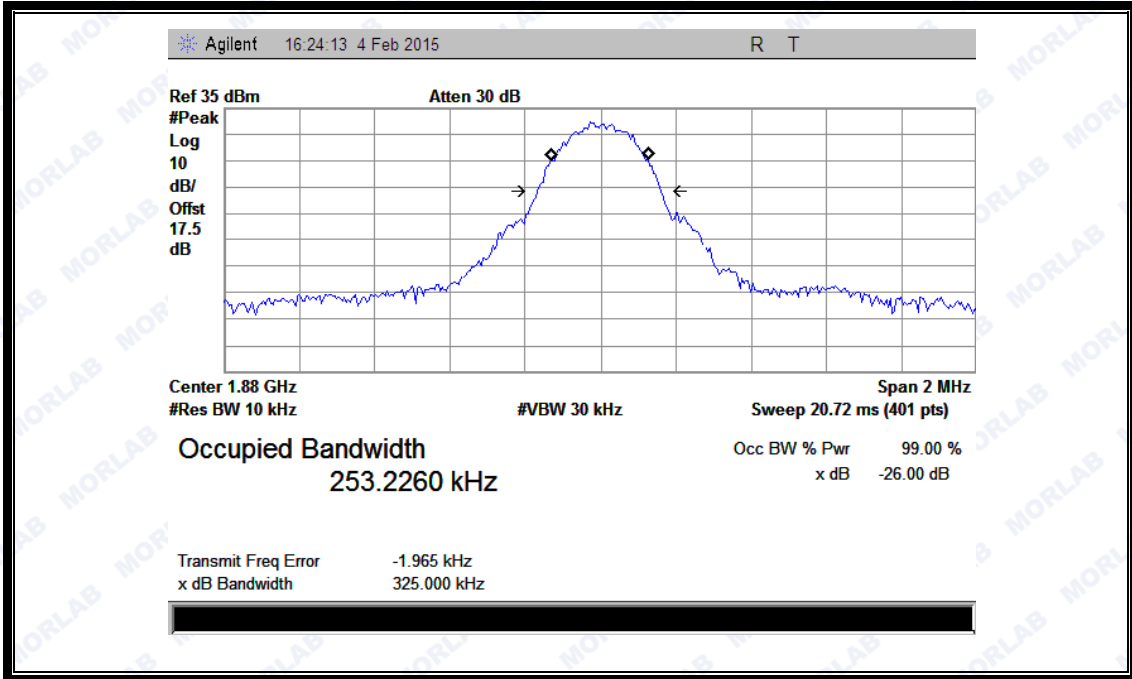 Agilent 16:24:13 4 Feb 2015 R T
Ref 35 dBm Atten 30 dB
#Peak
Log
10
dB/
Offst
17.5
dB
Center 1.88 GHz Span 2 MHz
#Res BW 10 kHz #VBW 30 kHz Sweep 20.72 ms (401 pts)
Occupied Bandwidth
253.2260 kHz
Occ BW % Pwr 99.00 %
x dB -26.00 dB
Transmit Freq Error -1.965 kHz
x dB Bandwidth 325.000 kHz
MORLAB